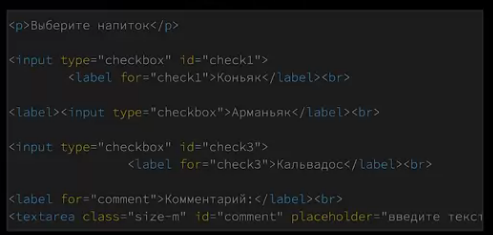 <p>Выберите напиток</p>
<input type="checkbox" id="check1">
<label for="check1">Коньяк</label><br>
<label><input type="checkbox">Арманьяк</label><br>
<input type="checkbox" id="check3">
<label for="check3">Кальвадос</label><br>
<label for="comment">Комментарий:</label><br>
<textarea class="size-m" id="comment" placeholder="введите текст